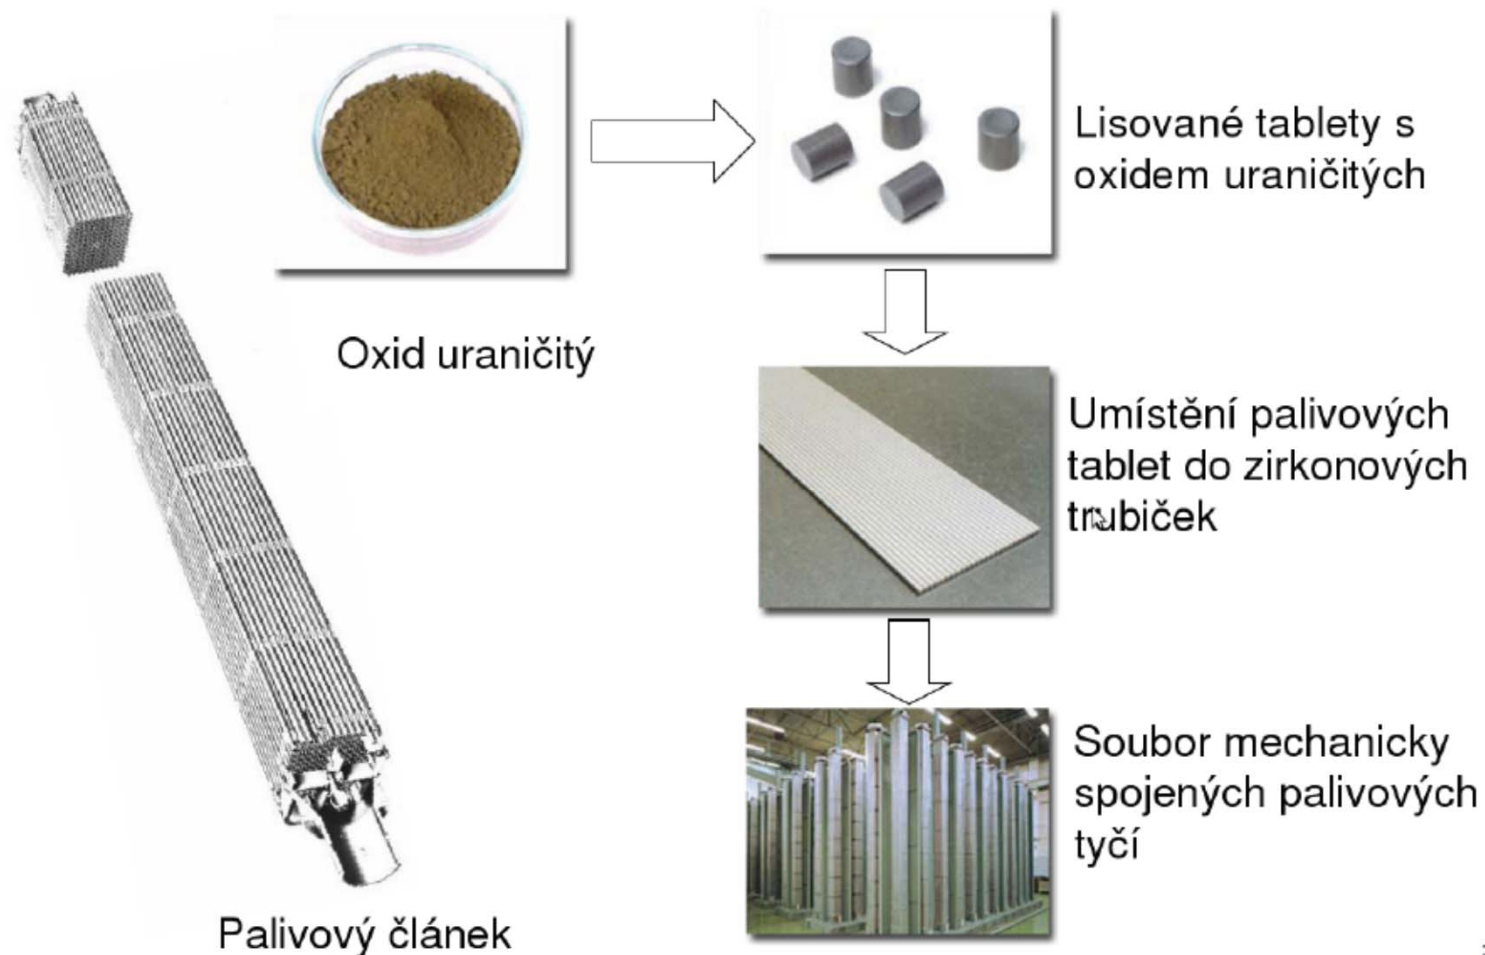 Lisované tablety s
oxidem uraničitých
Oxid uraničitý
Umístění palivových
tablet do zirkonových
trubiček
Soubor mechanicky
spojených palivových
tyčí
Palivový článek